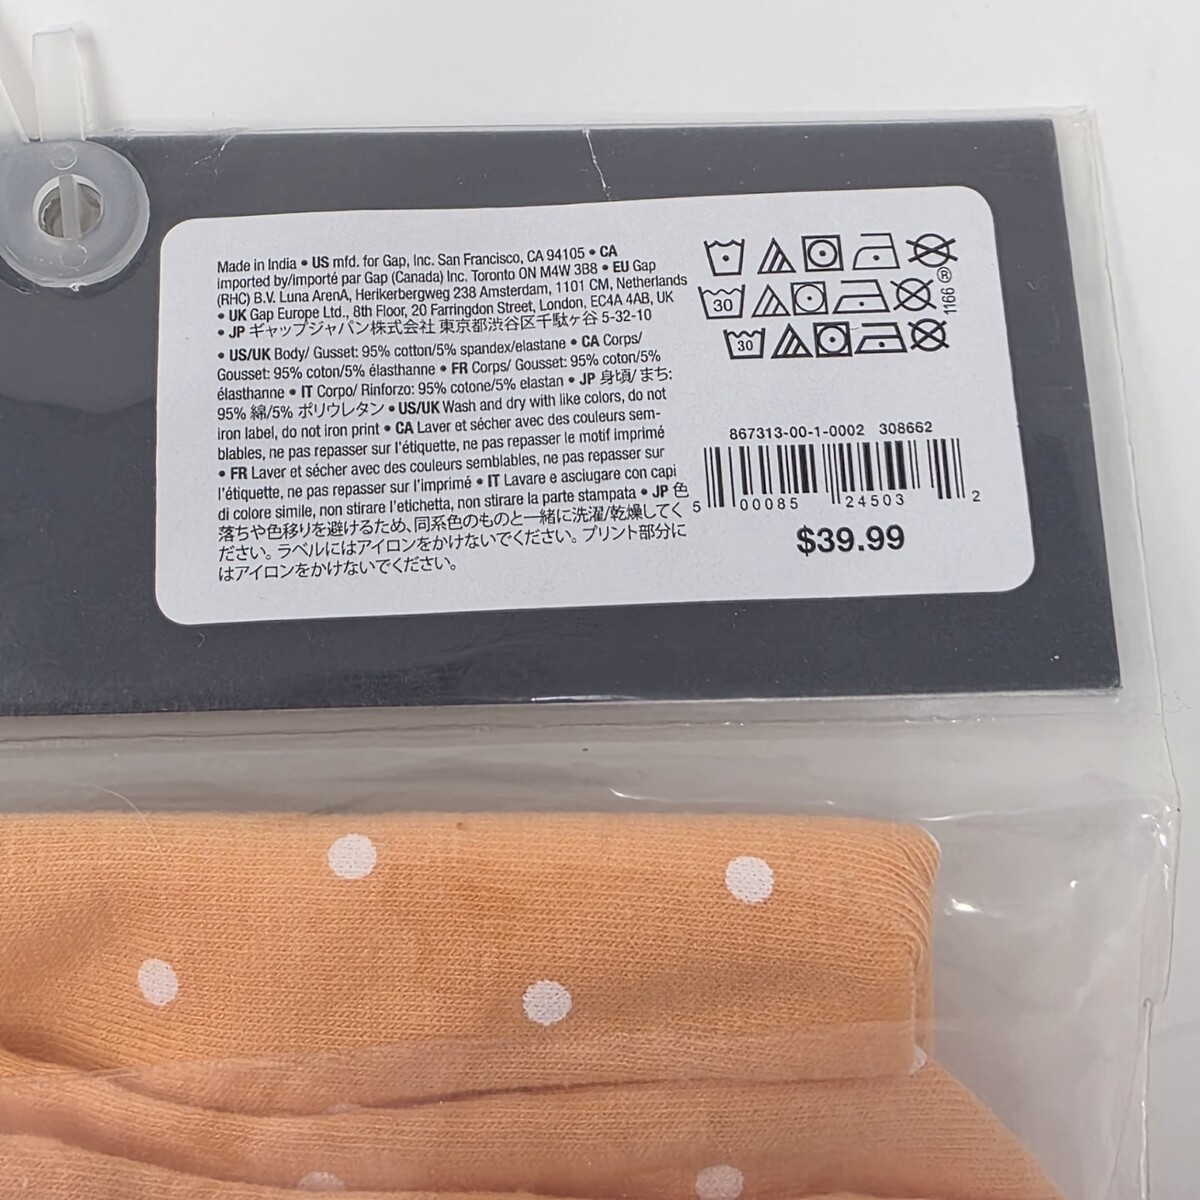 Made in India • US mfd. for Gap, Inc. San Francisco, CA 94105 • CA
imported by/importé par Gap (Canada) Inc. Toronto ON M4W 3B8 • EU Gap
(RHC) B.V. Luna ArenA, Herikerbergweg 238 Amsterdam, 1101 CM, Netherlands
• UK Gap Europe Ltd., 8th Floor, 20 Farringdon Street, London, EC4A 4AB, UK
• JP ギャップジャパン株式会社 東京都渋谷区千駄ヶ谷 5-32-10
• US/UK Body/ Gusset: 95% cotton/5% spandex/elastane • CA Corps/
Gousset: 95% coton/5% élasthanne • FR Corps/ Gousset: 95% coton/5%
élasthanne • IT Corpo/ Rinforzo: 95% cotone/5% elastan • JP 身頃/ まち:
95% 綿/5% ポリウレタン • US/UK Wash and dry with like colors, do not
iron label, do not iron print • CA Laver et sécher avec des couleurs sem-
blables, ne pas repasser sur l'étiquette, ne pas repasser le motif imprimé
• FR Laver et sécher avec des couleurs semblables, ne pas repasser sur
l'étiquette, ne pas repasser sur l'imprimé • IT Lavare e asciugare con capi
di colore simile, non stirare l'etichetta, non stirare la parte stampata • JP 色
落ちや色移りを避けるため、同系色のものと一緒に洗濯/乾燥してく
ださい。ラベルにはアイロンをかけないでください。プリント部分に
はアイロンをかけないでください。
30
30
1166 ®
867313-00-1-0002 308662
5 00085 24503 2
$39.99